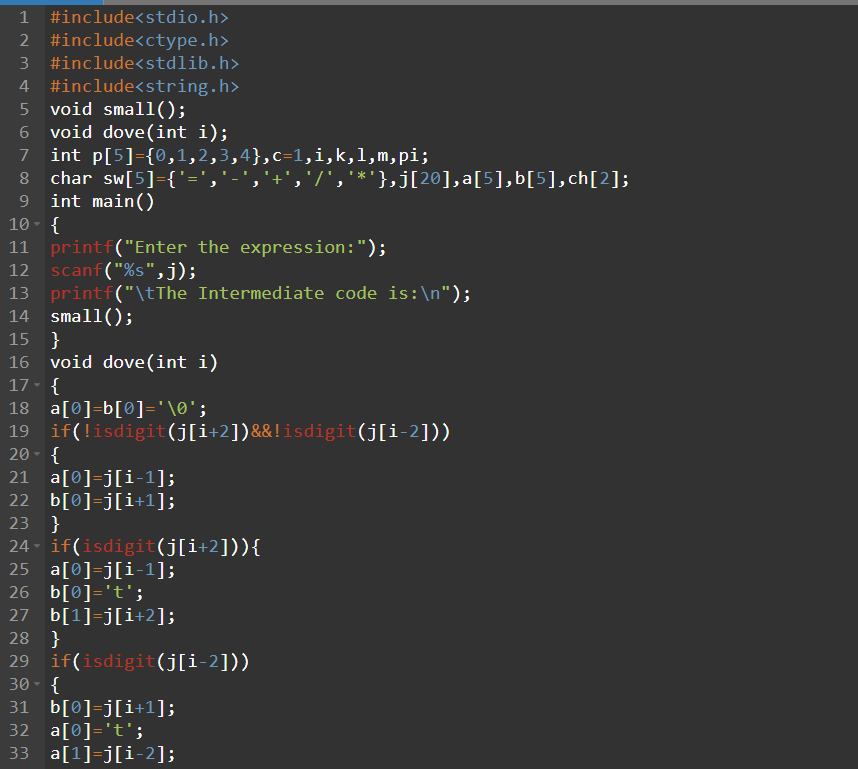 1 #include<stdio.h>
2 #include<ctype.h>
3 #include<stdlib.h>
4 #include<string.h>
5 void small();
6 void dove(int i);
7 int p[5]={0,1,2,3,4},c=1,i,k,l,m,pi;
8 char sw[5]={'=','-','+','/','*'},j[20],a[5],b[5],ch[2];
9 int main()
10 {
11 printf("Enter the expression:");
12 scanf("%s",j);
13 printf("\tThe Intermediate code is:\n");
14 small();
15 }
16 void dove(int i)
17 {
18 a[0]=b[0]='\0';
19 if(!isdigit(j[i+2])&&!isdigit(j[i-2]))
20 {
21 a[0]=j[i-1];
22 b[0]=j[i+1];
23 }
24 if(isdigit(j[i+2])){
25 a[0]=j[i-1];
26 b[0]='t';
27 b[1]=j[i+2];
28 }
29 if(isdigit(j[i-2]))
30 {
31 b[0]=j[i+1];
32 a[0]='t';
33 a[1]=j[i-2];